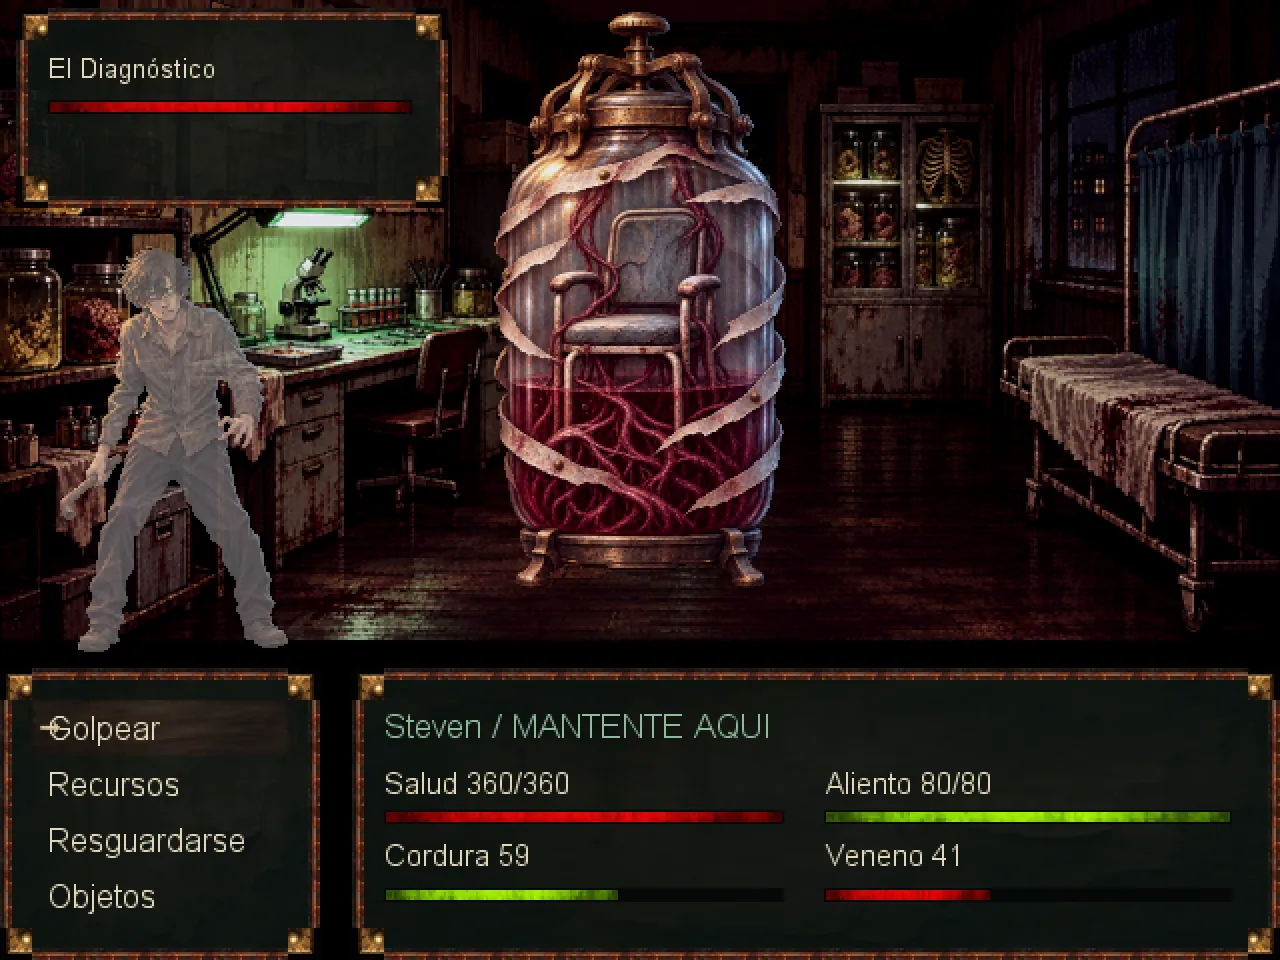 El Diagnóstico
Golpear
Recursos
Resguardarse
Objetos
Steven / MANTENTE AQUI
Salud 360/360
Aliento 80/80
Cordura 59
Veneno 41